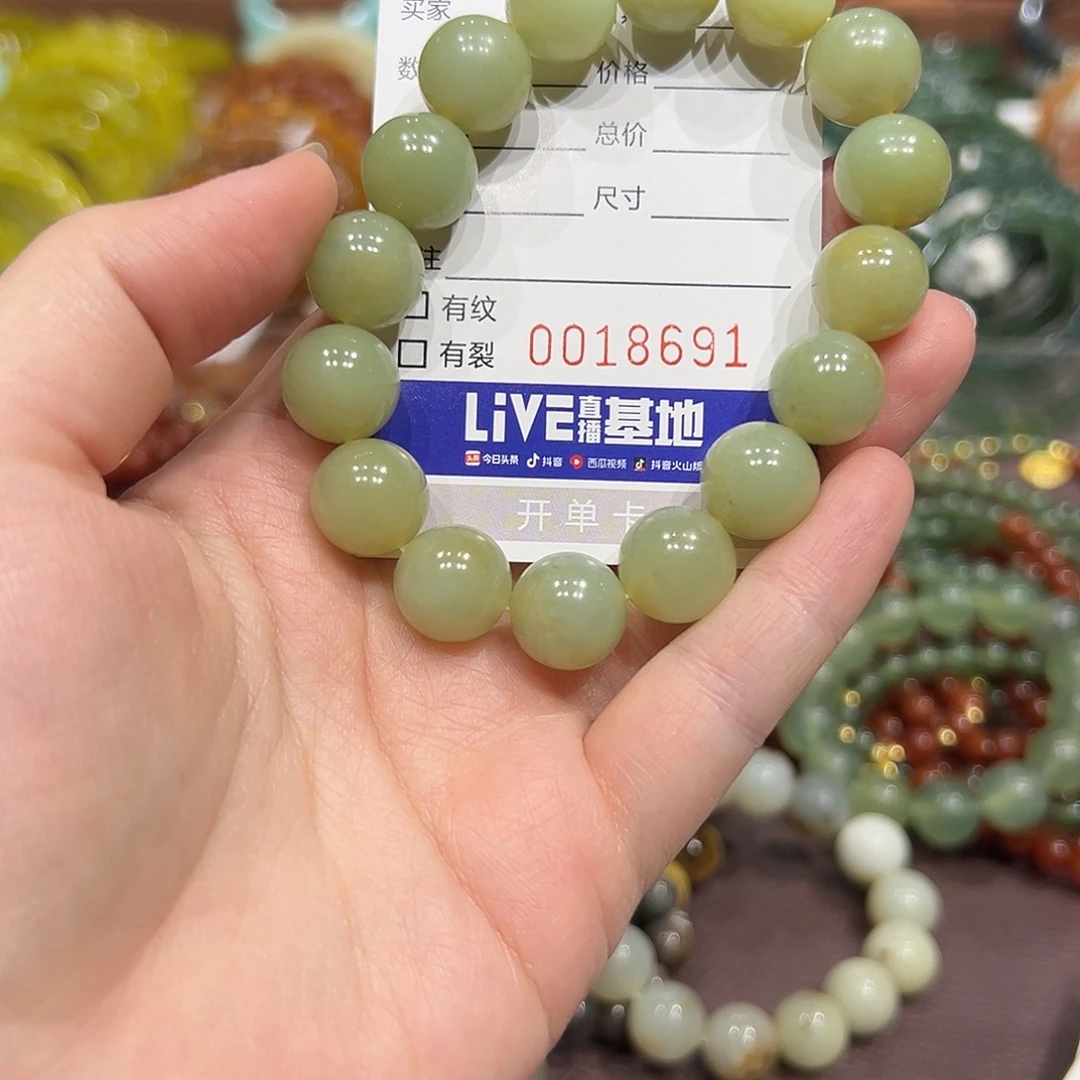 买家
数 价格
总价
尺寸
注
有纹
有裂 0018691
LiVE直播基地
今日头条 抖音 西瓜视频 抖音火山版
开单卡